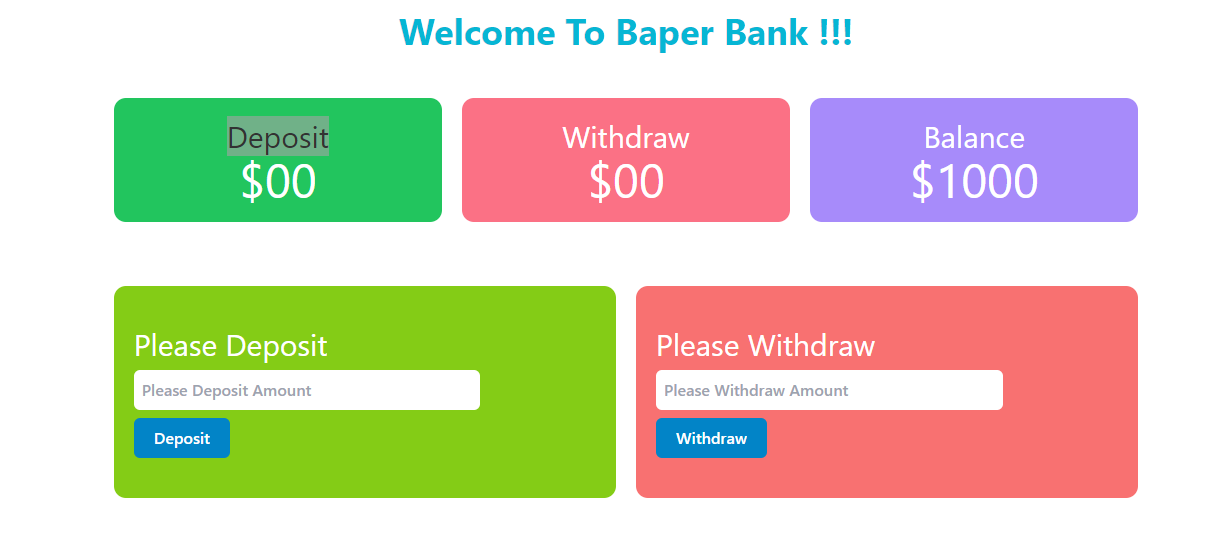 Welcome To Baper Bank !!!
Deposit
$00
Withdraw
$00
Balance
$1000
Please Deposit
Please Deposit Amount
Deposit
Please Withdraw
Please Withdraw Amount
Withdraw